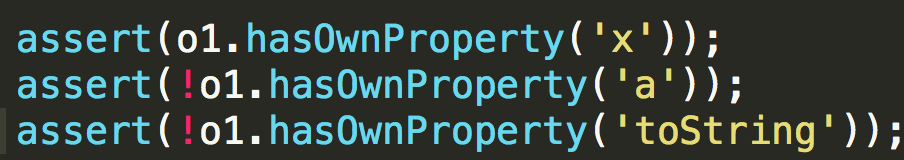 assert(o1.hasOwnProperty('x'));
assert(!o1.hasOwnProperty('a'));
assert(!o1.hasOwnProperty('toString'));